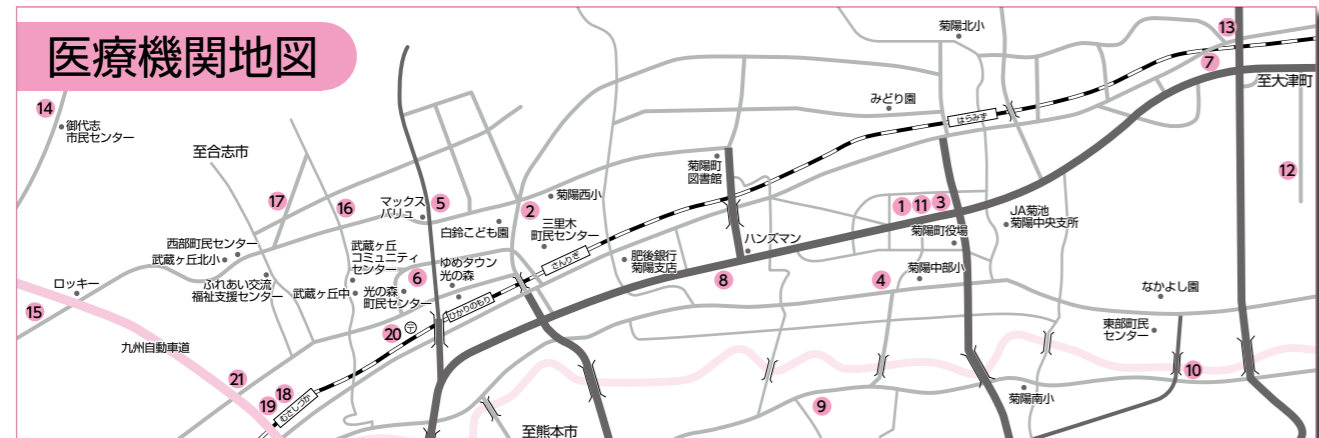 医療機関地図
菊陽北小
13
7
至大津町
みどり園
はらみず
14
御代志
市民センター
至合志市
菊陽町
図書館
12
17
16
マックス
バリュ
5
2
菊陽西小
白鈴こども園
三里木
町民センター
1
11
3
JA菊池
菊陽中央支所
菊陽町役場
ハンズマン
西部町民センター
武蔵ヶ丘北小
武蔵ヶ丘
コミュニティ
センター
ゆめタウン
光の森
さんりぎ
肥後銀行
菊陽支店
8
4
菊陽中部小
なかよし園
ロッキー
ふれあい交流
福祉支援センター
武蔵ヶ丘中
6
光の森
町民センター
ひかりのもり
15
20
〒
東部町民
センター
九州自動車道
10
21
18
19
むさしづか
9
菊陽南小
至熊本市